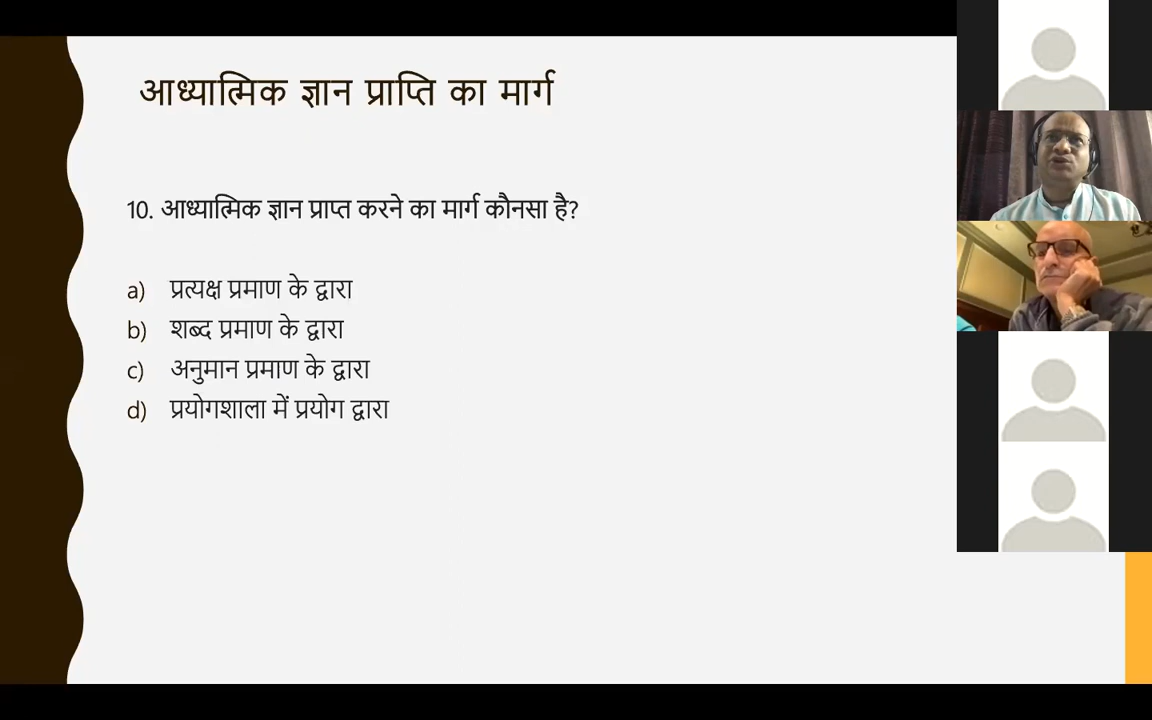 आध्यात्मिक ज्ञान प्राप्ति का मार्ग
10. आध्यात्मिक ज्ञान प्राप्त करने का मार्ग कौनसा है?
a) प्रत्यक्ष प्रमाण के द्वारा
b) शब्द प्रमाण के द्वारा
c) अनुमान प्रमाण के द्वारा
d) प्रयोगशाला में प्रयोग द्वारा